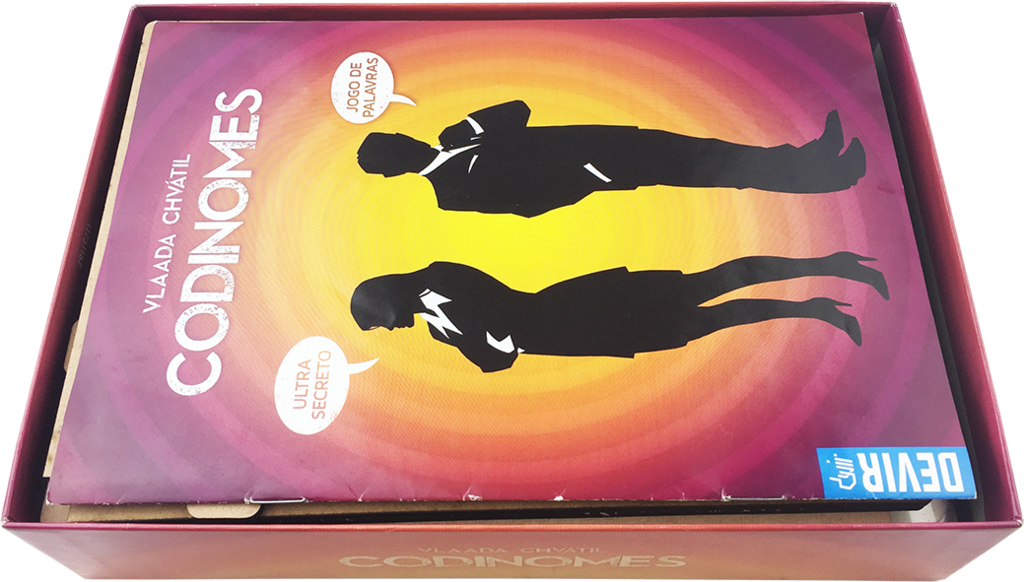 VLAADA CHVÁTIL
CODINOMES
JOGO DE
PALAVRAS
ULTRA
SECRETO
DEVIR
VLAADA CHVÁTIL
CODINOMES